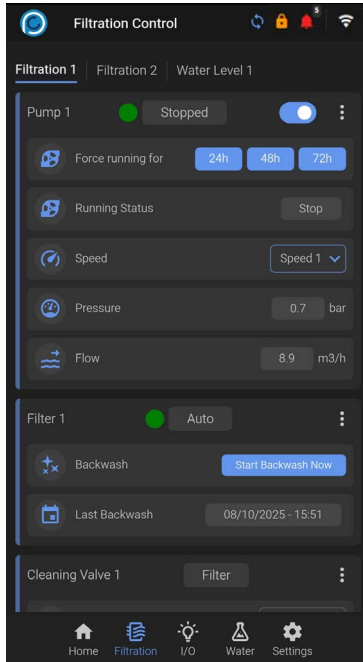 Filtration Control
5
Filtration 1 Filtration 2 Water Level 1
Pump 1 Stopped
Force running for 24h 48h 72h
Running Status Stop
Speed Speed 1
Pressure 0.7 bar
Flow 8.9 m3/h
Filter 1 Auto
Backwash Start Backwash Now
Last Backwash 08/10/2025 - 15:51
Cleaning Valve 1 Filter
Home Filtration I/O Water Settings